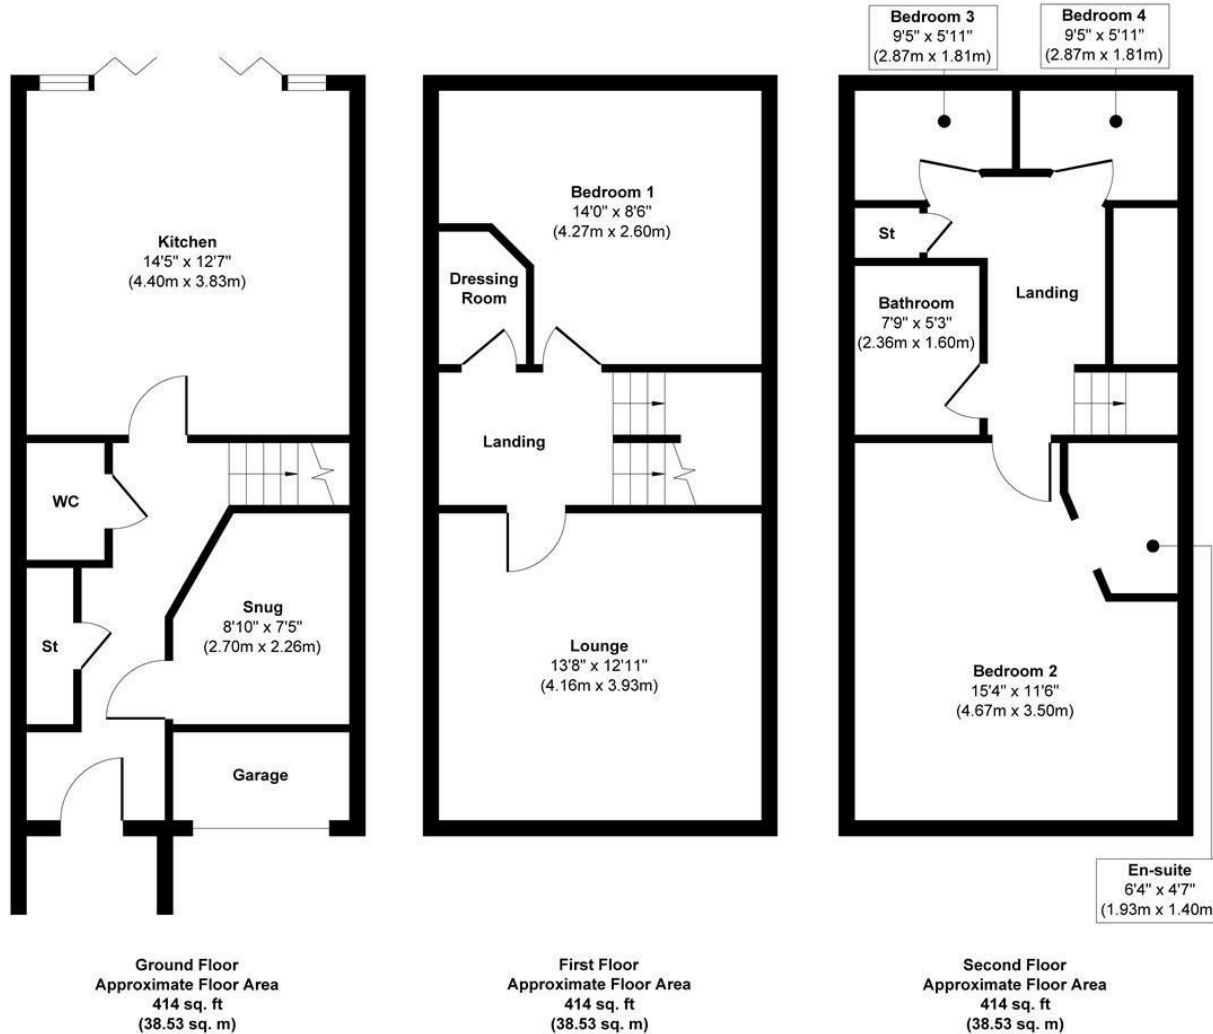 Bedroom 3
9'5" x 5'11"
(2.87m x 1.81m)
Bedroom 4
9'5" x 5'11"
(2.87m x 1.81m)
Kitchen
14'5" x 12'7"
(4.40m x 3.83m)
WC
St
Snug
8'10" x 7'5"
(2.70m x 2.26m)
Garage
Ground Floor
Approximate Floor Area
414 sq. ft
(38.53 sq. m)
Bedroom 1
14'0" x 8'6"
(4.27m x 2.60m)
Dressing
Room
Landing
Lounge
13'8" x 12'11"
(4.16m x 3.93m)
First Floor
Approximate Floor Area
414 sq. ft
(38.53 sq. m)
St
Bathroom
7'9" x 5'3"
(2.36m x 1.60m)
Landing
Bedroom 2
15'4" x 11'6"
(4.67m x 3.50m)
En-suite
6'4" x 4'7"
(1.93m x 1.40m
Second Floor
Approximate Floor Area
414 sq. ft
(38.53 sq. m)